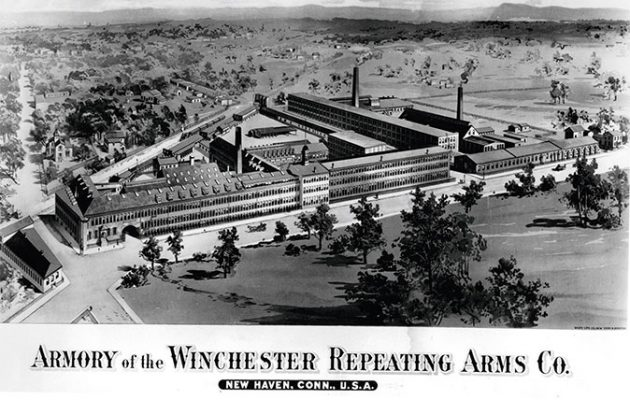 ARMORY of the WINCHESTER REPEATING ARMS CO.
NEW HAVEN, CONN., U.S.A.